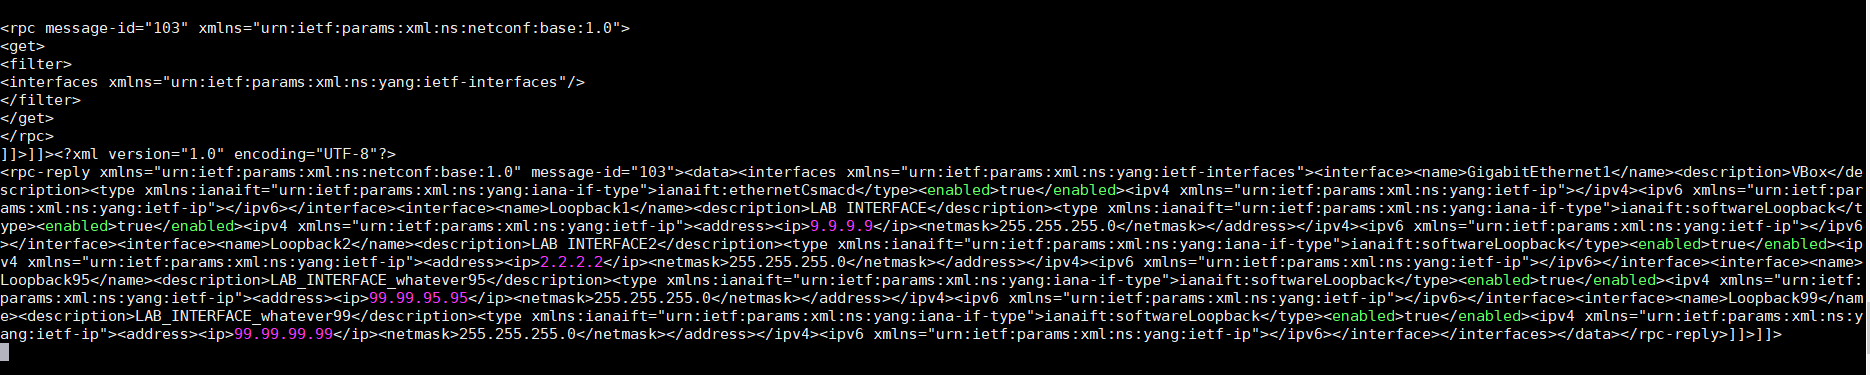 <rpc message-id="103" xmlns="urn:ietf:params:xml:ns:netconf:base:1.0">
<get>
<filter>
<interfaces xmlns="urn:ietf:params:xml:ns:yang:ietf-interfaces"/>
</filter>
</get>
</rpc>
]]>]]><?xml version="1.0" encoding="UTF-8"?>
<rpc-reply xmlns="urn:ietf:params:xml:ns:netconf:base:1.0" message-id="103"><data><interfaces xmlns="urn:ietf:params:xml:ns:yang:ietf-interfaces"><interface><name>GigabitEthernet1</name><description>VBox</de
scription><type xmlns:ianaift="urn:ietf:params:xml:ns:yang:iana-if-type">ianaift:ethernetCsmacd</type><enabled>true</enabled><ipv4 xmlns="urn:ietf:params:xml:ns:yang:ietf-ip"></ipv4><ipv6 xmlns="urn:ietf:par
ams:xml:ns:yang:ietf-ip"></ipv6></interface><interface><name>Loopback1</name><description>LAB INTERFACE</description><type xmlns:ianaift="urn:ietf:params:xml:ns:yang:iana-if-type">ianaift:softwareLoopback</t
ype><enabled>true</enabled><ipv4 xmlns="urn:ietf:params:xml:ns:yang:ietf-ip"><address><ip>9.9.9.9</ip><netmask>255.255.255.0</netmask></address></ipv4><ipv6 xmlns="urn:ietf:params:xml:ns:yang:ietf-ip"></ipv6
></interface><interface><name>Loopback2</name><description>LAB INTERFACE2</description><type xmlns:ianaift="urn:ietf:params:xml:ns:yang:iana-if-type">ianaift:softwareLoopback</type><enabled>true</enabled><ip
v4 xmlns="urn:ietf:params:xml:ns:yang:ietf-ip"><address><ip>2.2.2.2</ip><netmask>255.255.255.0</netmask></address></ipv4><ipv6 xmlns="urn:ietf:params:xml:ns:yang:ietf-ip"></ipv6></interface><interface><name>
Loopback95</name><description>LAB_INTERFACE_whatever95</description><type xmlns:ianaift="urn:ietf:params:xml:ns:yang:iana-if-type">ianaift:softwareLoopback</type><enabled>true</enabled><ipv4 xmlns="urn:ietf:
params:xml:ns:yang:ietf-ip"><address><ip>99.99.95.95</ip><netmask>255.255.255.0</netmask></address></ipv4><ipv6 xmlns="urn:ietf:params:xml:ns:yang:ietf-ip"></ipv6></interface><interface><name>Loopback99</nam
e><description>LAB_INTERFACE_whatever99</description><type xmlns:ianaift="urn:ietf:params:xml:ns:yang:iana-if-type">ianaift:softwareLoopback</type><enabled>true</enabled><ipv4 xmlns="urn:ietf:params:xml:ns:y
ang:ietf-ip"><address><ip>99.99.99.99</ip><netmask>255.255.255.0</netmask></address></ipv4><ipv6 xmlns="urn:ietf:params:xml:ns:yang:ietf-ip"></ipv6></interface></interfaces></data></rpc-reply>]]>]]>